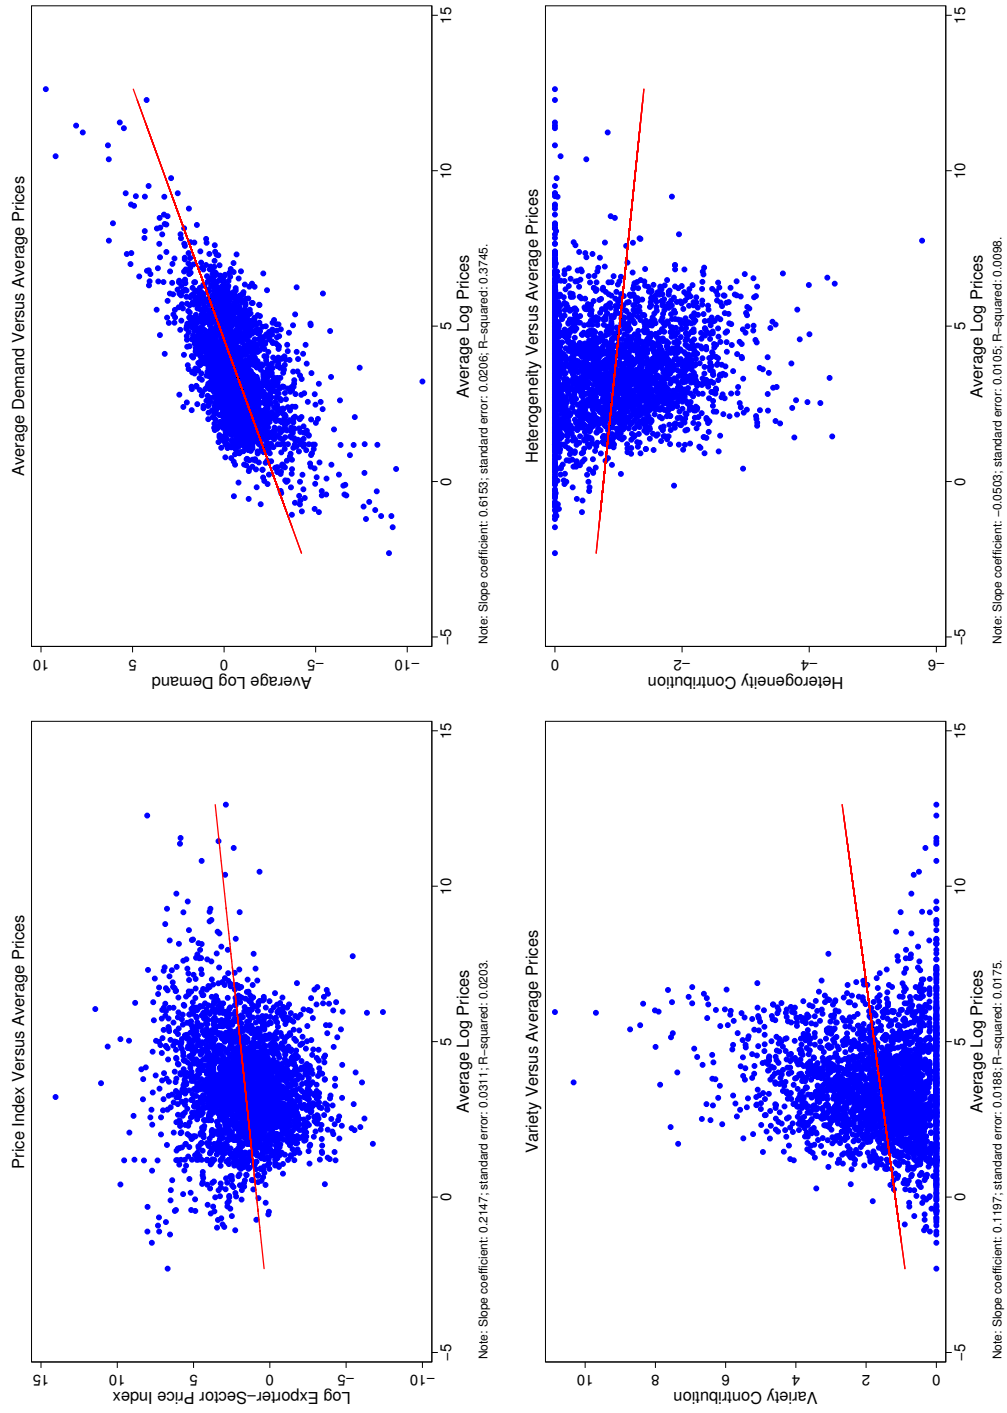 Price Index Versus Average Prices
Log Exporter−Sector Price Index
15
10
5
0
−5
−10
−5
0
5
10
15
Average Log Prices
Note: Slope coefficient: 0.2147; standard error: 0.0311; R−squared: 0.0203.
Average Demand Versus Average Prices
Average Log Demand
10
5
0
−5
−10
−5
0
5
10
15
Average Log Prices
Note: Slope coefficient: 0.6153; standard error: 0.0206; R−squared: 0.3745.
Variety Versus Average Prices
Variety Contribution
10
8
6
4
2
0
−5
0
5
10
15
Average Log Prices
Note: Slope coefficient: 0.1197; standard error: 0.0188; R−squared: 0.0175.
Heterogeneity Versus Average Prices
Heterogeneity Contribution
0
−2
−4
−6
−5
0
5
10
15
Average Log Prices
Note: Slope coefficient: −0.0503; standard error: 0.0105; R−squared: 0.0098.